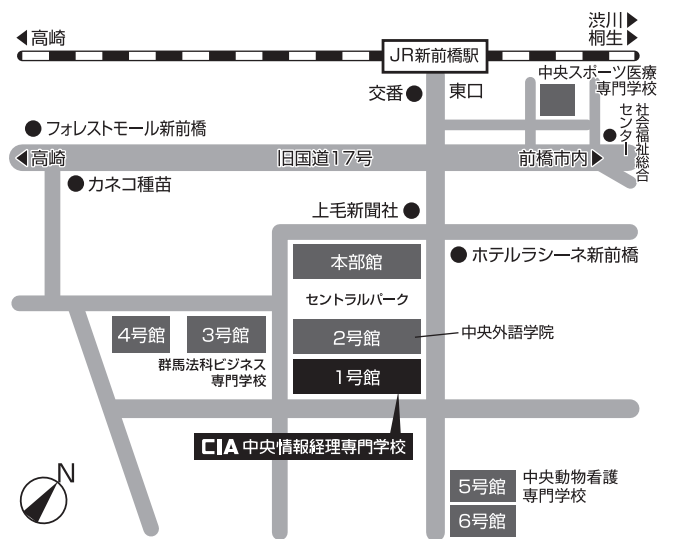 渋川▶
◀高崎
桐生▶
JR新前橋駅
中央スポーツ医療
専門学校
交番
東口
社会福祉総合
センター
フォレストモール新前橋
◀高崎
旧国道17号
前橋市内▶
カネコ種苗
上毛新聞社
ホテルラシーネ新前橋
本部館
セントラルパーク
4号館
3号館
2号館
中央外語学院
群馬法科ビジネス
専門学校
1号館
CIA 中央情報経理専門学校
N
5号館
中央動物看護
専門学校
6号館